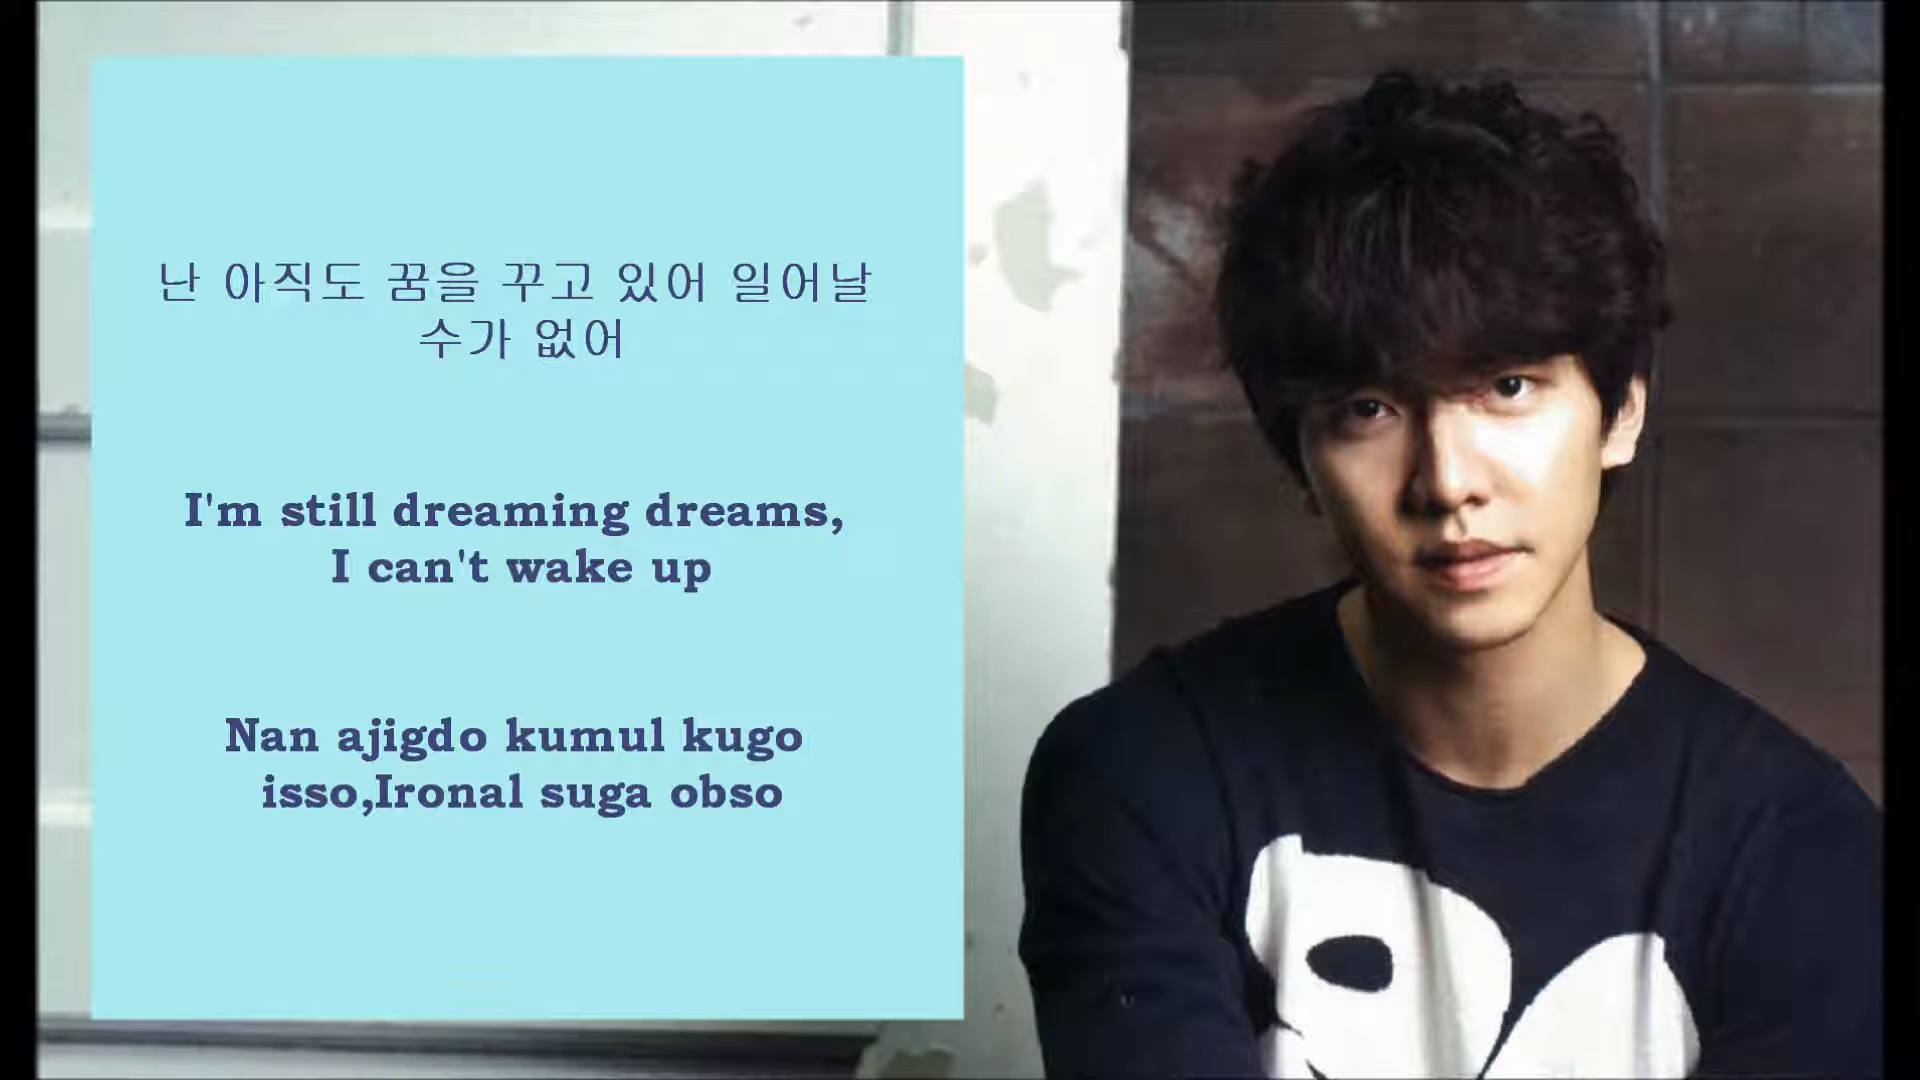 난 아직도 꿈을 꾸고 있어 일어날
수가 없어
I'm still dreaming dreams,
I can't wake up
Nan ajigdo kumul kugo
isso,Ironal suga obso